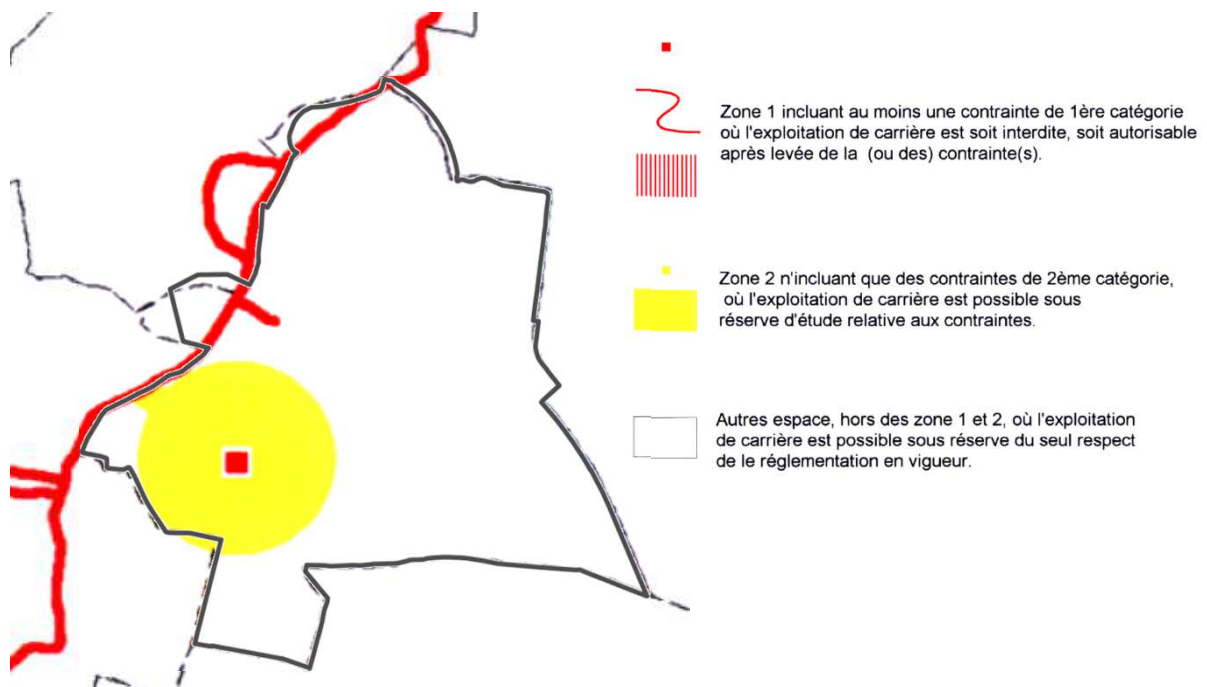 Zone 1 incluant au moins une contrainte de 1ère catégorie
où l'exploitation de carrière est soit interdite, soit autorisable
après levée de la (ou des) contrainte(s).
Zone 2 n'incluant que des contraintes de 2ème catégorie,
où l'exploitation de carrière est possible sous
réserve d'étude relative aux contraintes.
Autres espace, hors des zone 1 et 2, où l'exploitation
de carrière est possible sous réserve du seul respect
de le réglementation en vigueur.